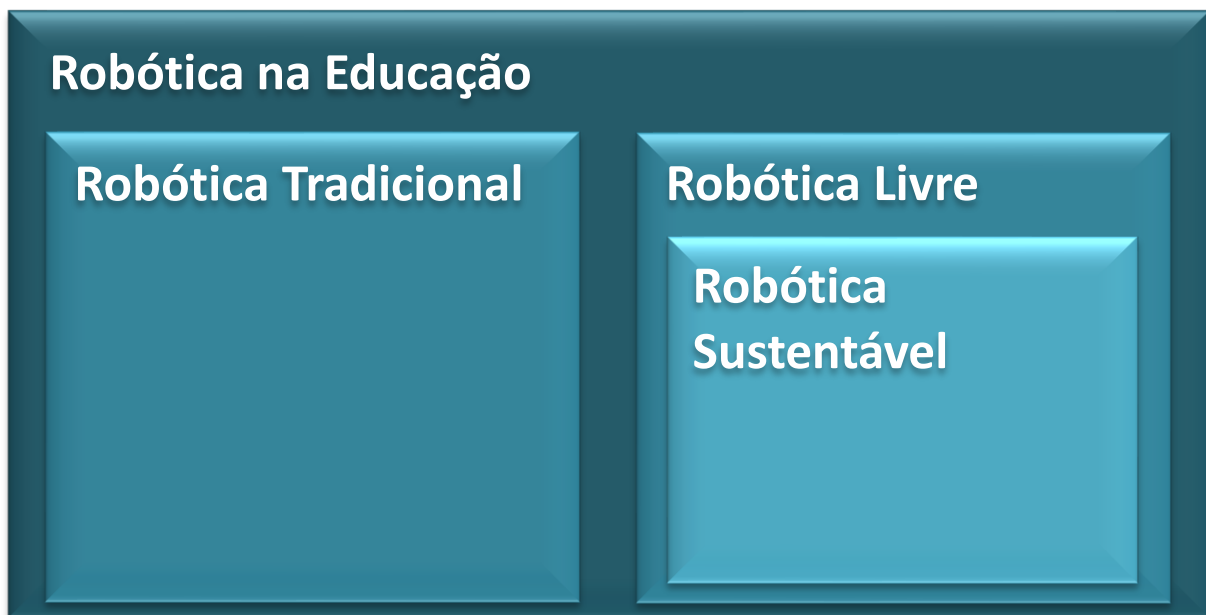 Robótica na Educação
Robótica Tradicional
Robótica Livre
Robótica
Sustentável